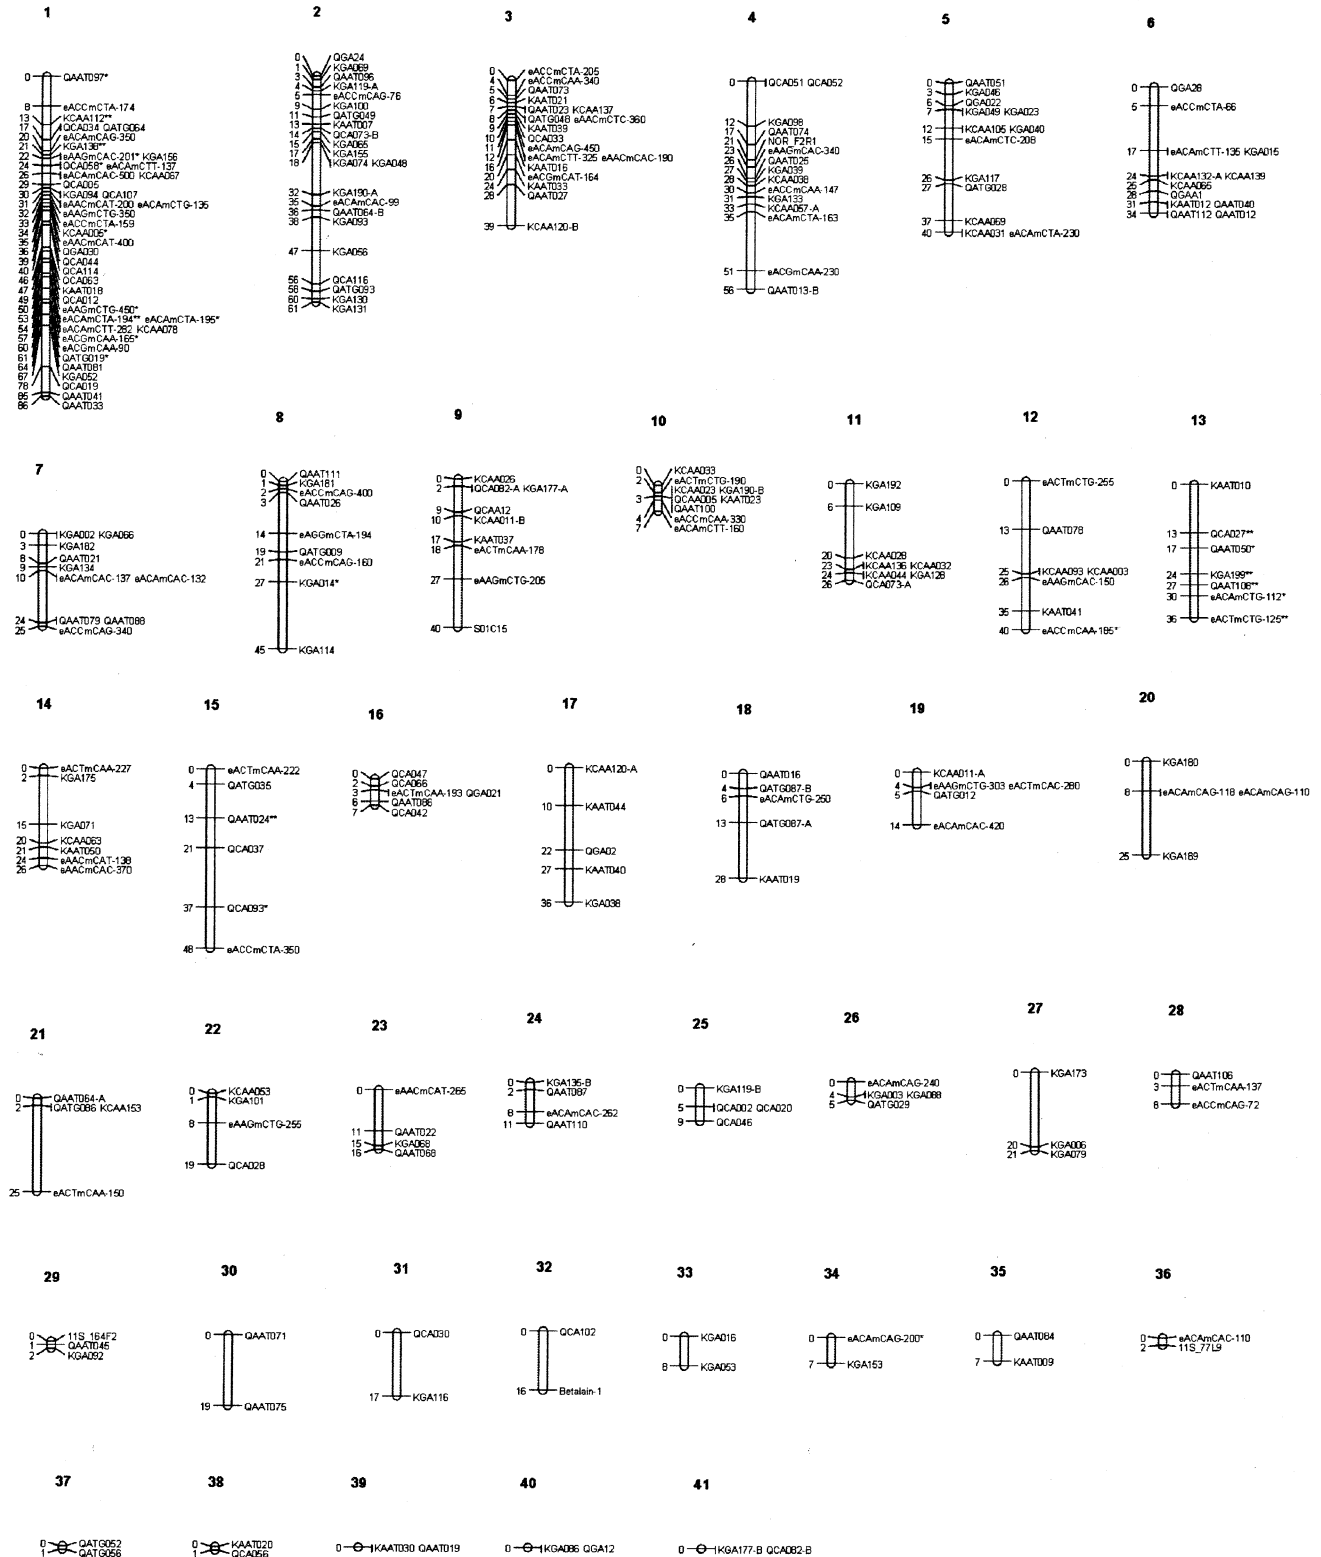 1
0 QAAT097*
8 eACCmCTA-174
13 KCAA112**
17 QCA034 QATG064
20 eACAmCAG-350
21 KGA136**
22 eAAGmCAC-201* KGA156
24 QCA058* eACAmCTT-137
26 eACAmCAC-500 KCAA067
29 QCA005
30 KGA094 QCA107
31 eAACmCAT-200 eACAmCTG-135
32 eAAGmCTG-350
33 eACCmCTA-159
34 KCAA005*
35 eAACmCAT-400
36 QGA030
39 QCA044
40 QCA114
46 QCA063
47 KAAT018
49 QCA012
50 eAAGmCTG-450*
53 eACAmCTA-194** eACAmCTA-195*
54 eACAmCTT-282 KCAA078
57 eACGmCAA-165*
60 eACGmCAA-90
61 QATG019*
64 QAAT081
67 KGA052
78 QCA019
85 QAAT041
86 QAAT033
2
0 QGA24
1 KGA089
3 QAAT096
4 KGA119-A
5 eACCmCAG-76
9 KGA100
11 QATG049
13 KAAT007
14 QCA073-B
15 KGA065
17 KGA155
18 KGA074 KGA048
32 KGA190-A
35 eACAmCAC-99
36 QAAT064-B
38 KGA093
47 KGA056
56 QCA116
58 QATG093
60 KGA130
61 KGA131
3
0 eACCmCTA-205
4 eACCmCAA-340
5 QAAT073
6 KAAT021
7 QAAT023 KCAA137
8 QATG048 eAACmCTC-360
9 KAAT039
10 QCA033
11 eACAmCAG-450
12 eACAmCTT-325 eAACmCAC-190
16 KAAT016
20 eACGmCAT-164
24 KAAT033
28 QAAT027
39 KCAA120-B
4
0 QCA051 QCA052
12 KGA098
17 QAAT074
21 NOR_F2R1
23 eAAGmCAC-340
26 QAAT025
27 KGA039
28 KCAA038
30 eACCmCAA-147
31 KGA133
33 KCAA057-A
35 eACAmCTA-163
51 eACGmCAA-230
56 QAAT013-B
5
0 QAAT051
3 KGA046
6 QGA022
7 KGA049 KGA023
12 KCAA105 KGA040
15 eACAmCTC-208
26 KGA117
27 QATG028
37 KCAA069
40 KCAA031 eACAmCTA-230
6
0 QGA26
5 eACCmCTA-66
17 eACAmCTT-135 KGA015
24 KCAA132-A KCAA139
25 KCAA065
28 QGAA1
31 KAAT012 QAAT040
34 QAAT112 QAAT012
7
0 KGA002 KGA066
3 KGA182
8 QAAT021
9 KGA134
10 eACAmCAC-137 eACAmCAC-132
24 QAAT079 QAAT088
25 eACCmCAG-340
8
0 QAAT111
1 KGA181
2 eACCmCAG-400
3 QAAT026
14 eAGGmCTA-194
19 QATG009
21 eACCmCAG-160
27 KGA014*
45 KGA114
9
0 KCAA026
2 QCA082-A KGA177-A
9 QCAA12
10 KCAA011-B
17 KAAT037
18 eACTmCAA-178
27 eAAGmCTG-205
40 S01C15
10
0 KCAA033
2 eACTmCTG-190
KCAA023 KGA190-B
3 QCAA005 KAAT023
QAAT100
4 eACCmCAA-330
7 eACAmCTT-160
11
0 KGA192
6 KGA109
20 KCAA028
23 KCAA136 KCAA032
24 KCAA044 KGA128
26 QCA073-A
12
0 eACTmCTG-255
13 QAAT078
25 KCAA093 KCAA003
26 eAAGmCAC-150
35 KAAT041
40 eACCmCAA-185*
13
0 KAAT010
13 QCA027**
17 QAAT050*
24 KGA199**
27 QAAT108**
30 eACAmCTG-112*
36 eACTmCTG-125**
14
0 eACTmCAA-227
2 KGA175
15 KGA071
20 KCAA063
21 KAAT050
24 eAACmCAT-138
26 eAACmCAC-370
15
0 eACTmCAA-222
4 QATG035
13 QAAT024**
21 QCA037
37 QCA093*
48 eACCmCTA-350
16
0 QCA047
2 QCA066
3 eACTmCAA-193 QGA021
6 QAAT086
7 QCA042
17
0 KCAA120-A
10 KAAT044
22 QGA02
27 KAAT040
36 KGA038
18
0 QAAT016
4 QATG087-B
6 eACAmCTG-250
13 QATG087-A
28 KAAT019
19
0 KCAA011-A
4 eAAGmCTG-303 eACTmCAC-280
5 QATG012
14 eACAmCAC-420
20
0 KGA180
8 eACAmCAG-118 eACAmCAG-110
25 KGA189
21
0 QAAT064-A
2 QATG086 KCAA153
25 eACTmCAA-150
22
0 KCAA053
1 KGA101
8 eAAGmCTG-255
19 QCA028
23
0 eAACmCAT-265
11 QAAT022
15 KGA068
16 QAAT068
24
0 KGA135-B
2 QAAT087
8 eACAmCAC-262
11 QAAT110
25
0 KGA119-B
5 QCA002 QCA020
9 QCA046
26
0 eACAmCAG-240
4 KGA003 KGA088
5 QATG029
27
0 KGA173
20 KGA006
21 KGA079
28
0 QAAT106
3 eACTmCAA-137
8 eACCmCAG-72
29
0 11S_164F2
1 QAAT045
2 KGA092
30
0 QAAT071
19 QAAT075
31
0 QCA030
17 KGA116
32
0 QCA102
16 Betalain-1
33
0 KGA016
8 KGA053
34
0 eACAmCAG-200*
7 KGA153
35
0 QAAT084
7 KAAT009
36
0 eACAmCAC-110
2 11S_77L9
37
0 QATG052
1 QATG056
38
0 KAAT020
1 QCA056
39
0 KAAT030 QAAT019
40
0 KGA086 QGA12
41
0 KGA177-B QCA082-B